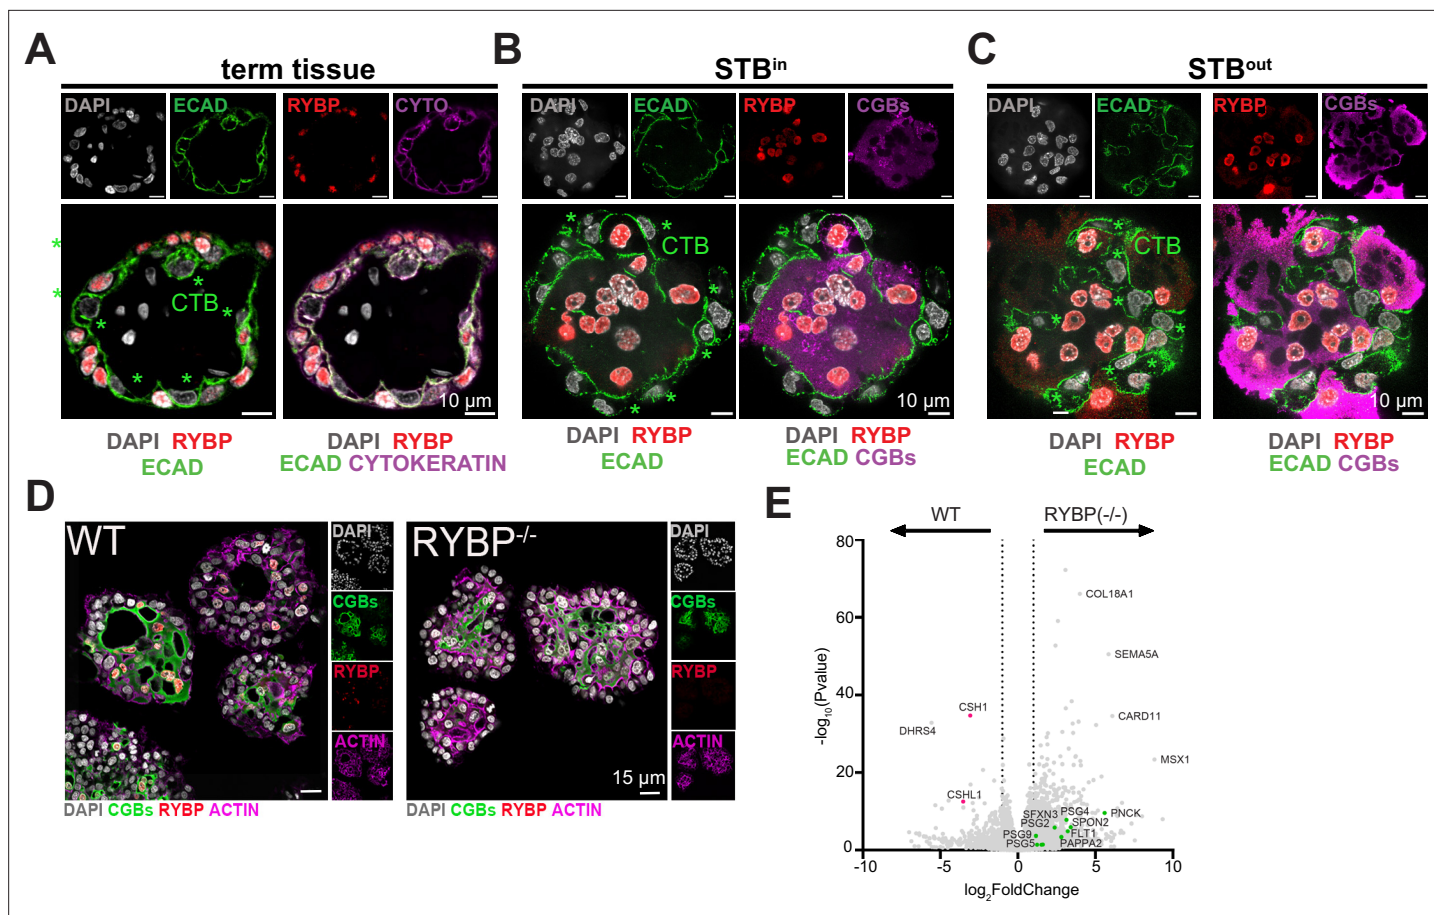 A
term tissue
DAPI
ECAD
RYBP
CYTO
*
*
*
CTB
*
*
*
*
10 µm
DAPI RYBP
ECAD
DAPI RYBP
ECAD CYTOKERATIN
B
STBin
DAPI
ECAD
RYBP
CGBs
*
*
CTB
*
*
*
*
10 µm
DAPI RYBP
ECAD
DAPI RYBP
ECAD CGBs
C
STBout
DAPI
ECAD
RYBP
CGBs
*
CTB
*
*
*
*
*
*
10 µm
DAPI RYBP
ECAD
DAPI RYBP
ECAD CGBs
D
WT
DAPI
CGBs
RYBP
ACTIN
DAPI CGBs RYBP ACTIN
RYBP-/-
15 µm
DAPI
CGBs
RYBP
ACTIN
DAPI CGBs RYBP ACTIN
E
WT
RYBP(-/-)
80
60
40
20
0
-log10(Pvalue)
COL18A1
SEMA5A
CSH1
DHRS4
CARD11
MSX1
CSHL1
SFXN3
PSG4
PNCK
PSG2
SPON2
PSG9
FLT1
PSG5
PAPPA2
-10
-5
0
5
10
log2FoldChange